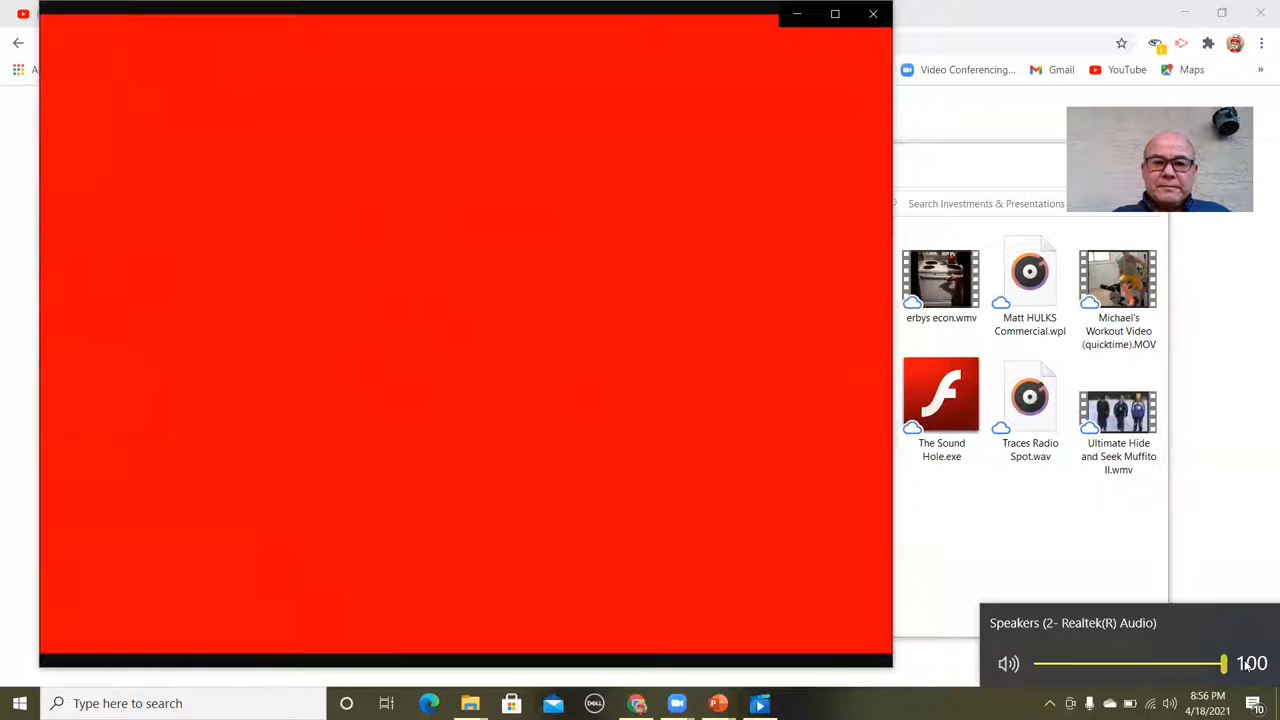 Video Conferencing...
Gmail
YouTube
Maps
»
Search Investments & Presentations
erbys econ.wmv
Matt HULKS
Commercial.wpl
Michael's
Workout Video
(quicktime).MOV
The Sound
Hole.exe
Traces Radio
Spot.wav
Ultimate Hide
and Seek Muffito
II.wmv
Speakers (2- Realtek(R) Audio)
100
Type here to search
DELL
8:56 PM
4/18/2021